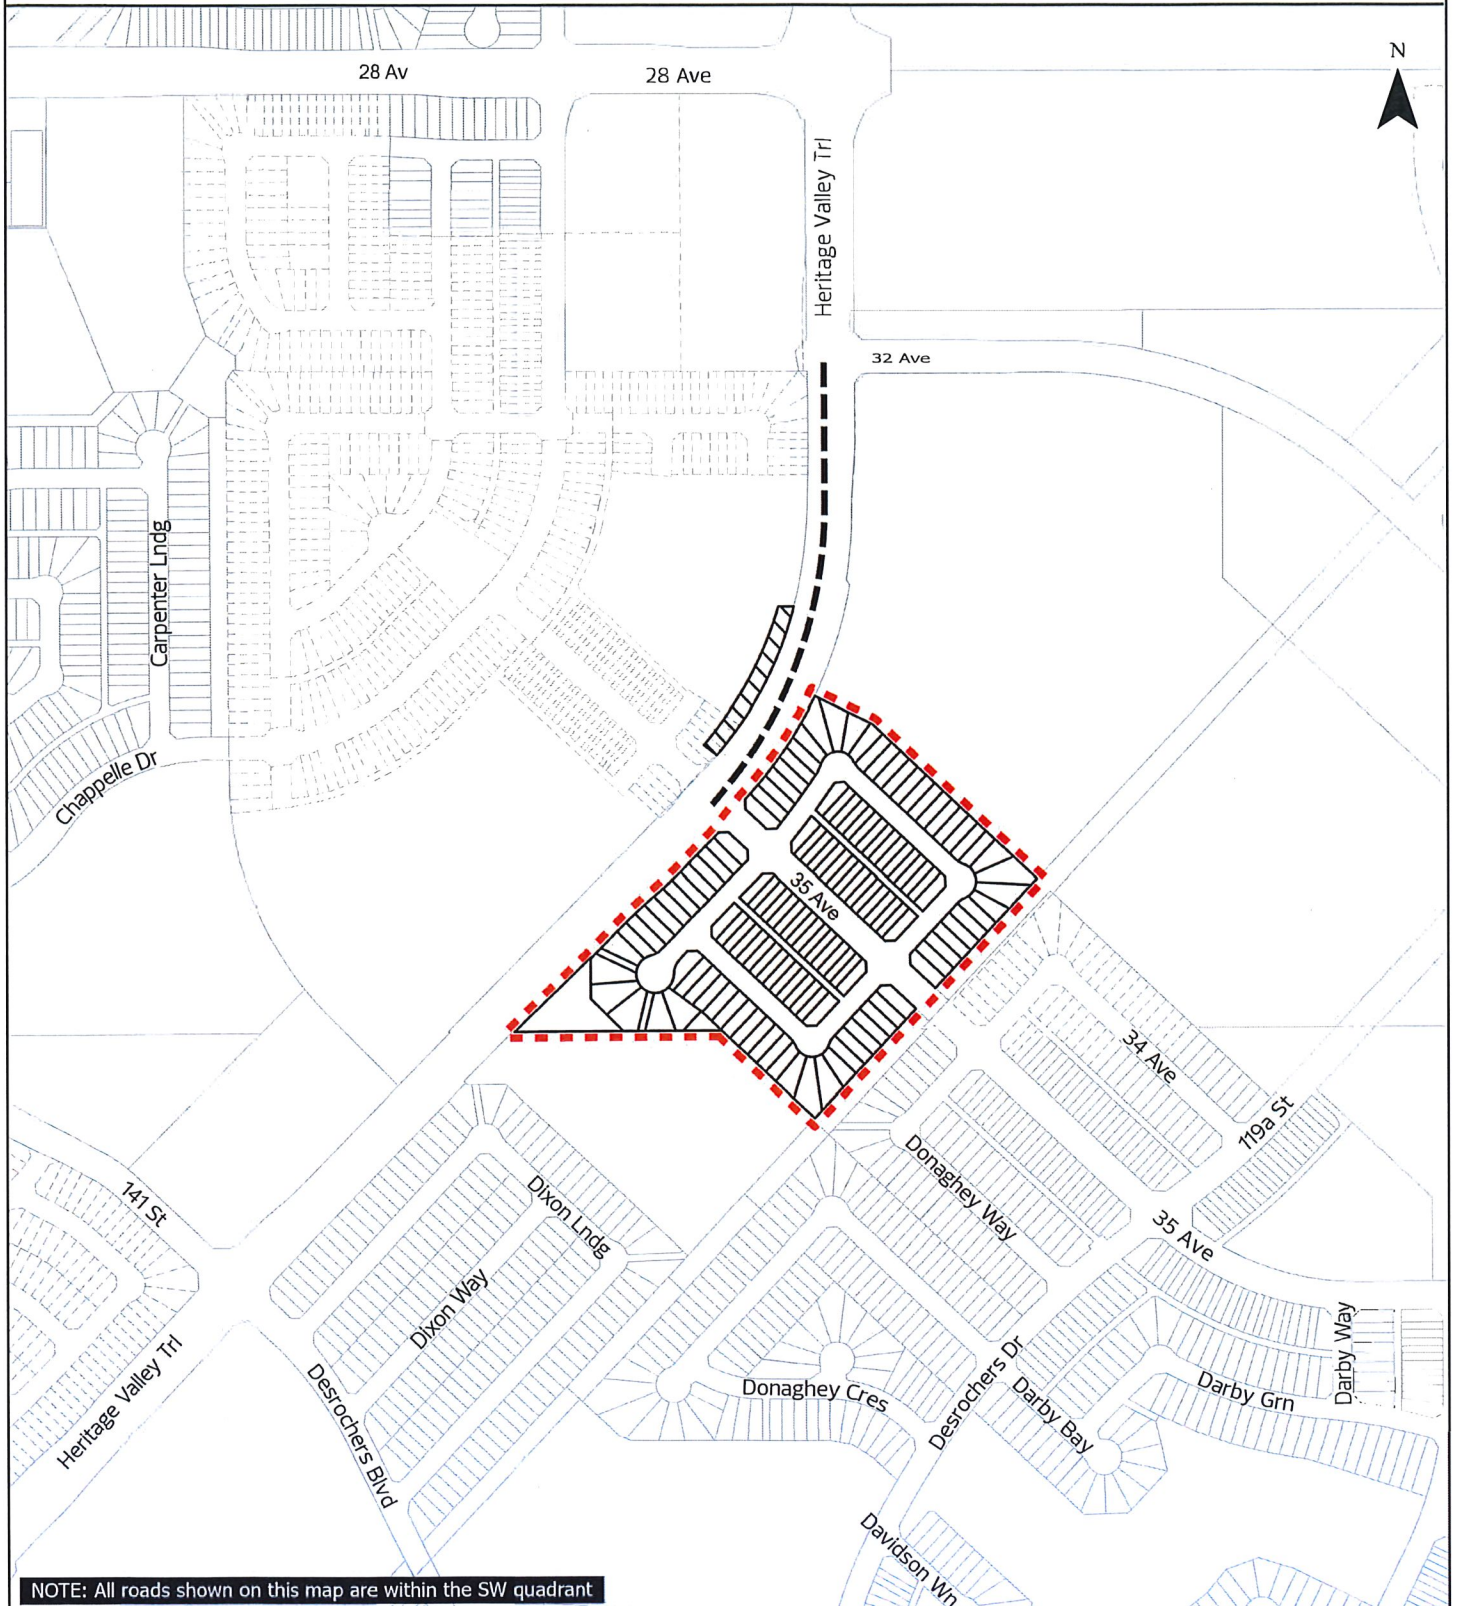 28 Av
28 Ave
N
Heritage Valley Trl
32 Ave
Carpenter Lndg
Chappelle Dr
35 Ave
34 Ave
119a St
Donaghey Way
141 St
Dixon Lndg
35 Ave
Dixon Way
Heritage Valley Trl
Desrochers Blvd
Donaghey Cres
Desrochers Dr
Darby Bay
Darby Grn
Darby Way
Davidson Wn
NOTE: All roads shown on this map are within the SW quadrant